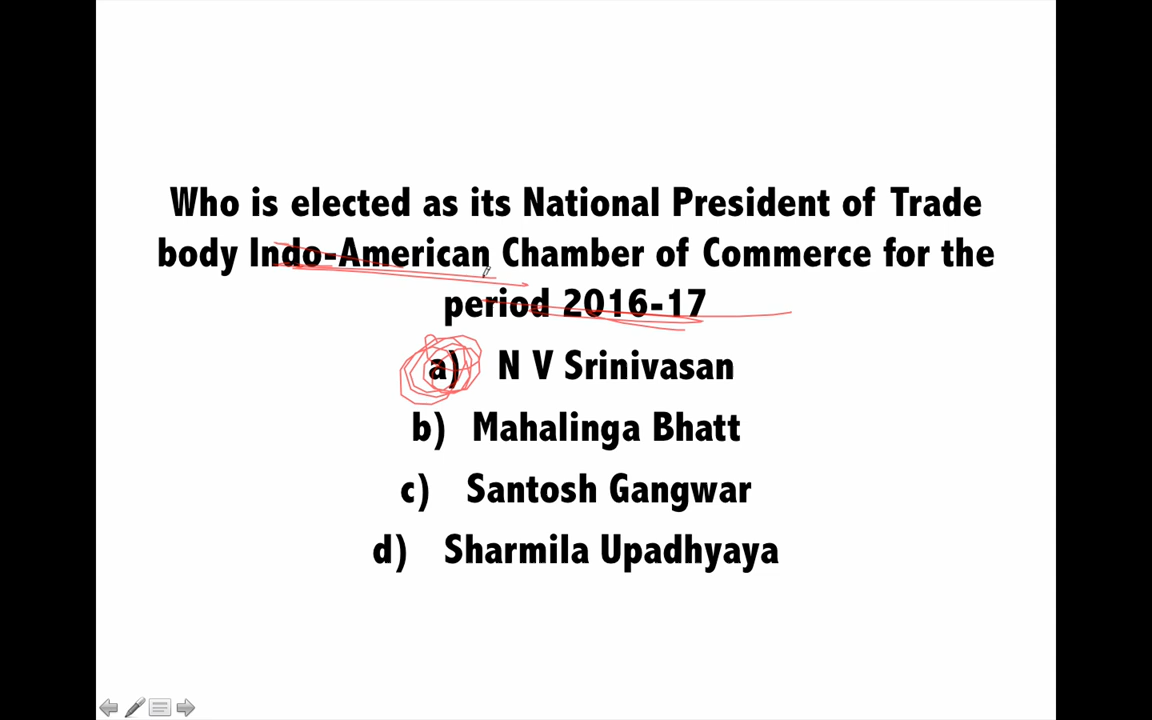 Who is elected as its National President of Trade
body Indo-American Chamber of Commerce for the
period 2016-17
a) N V Srinivasan
b) Mahalinga Bhatt
c) Santosh Gangwar
d) Sharmila Upadhyaya